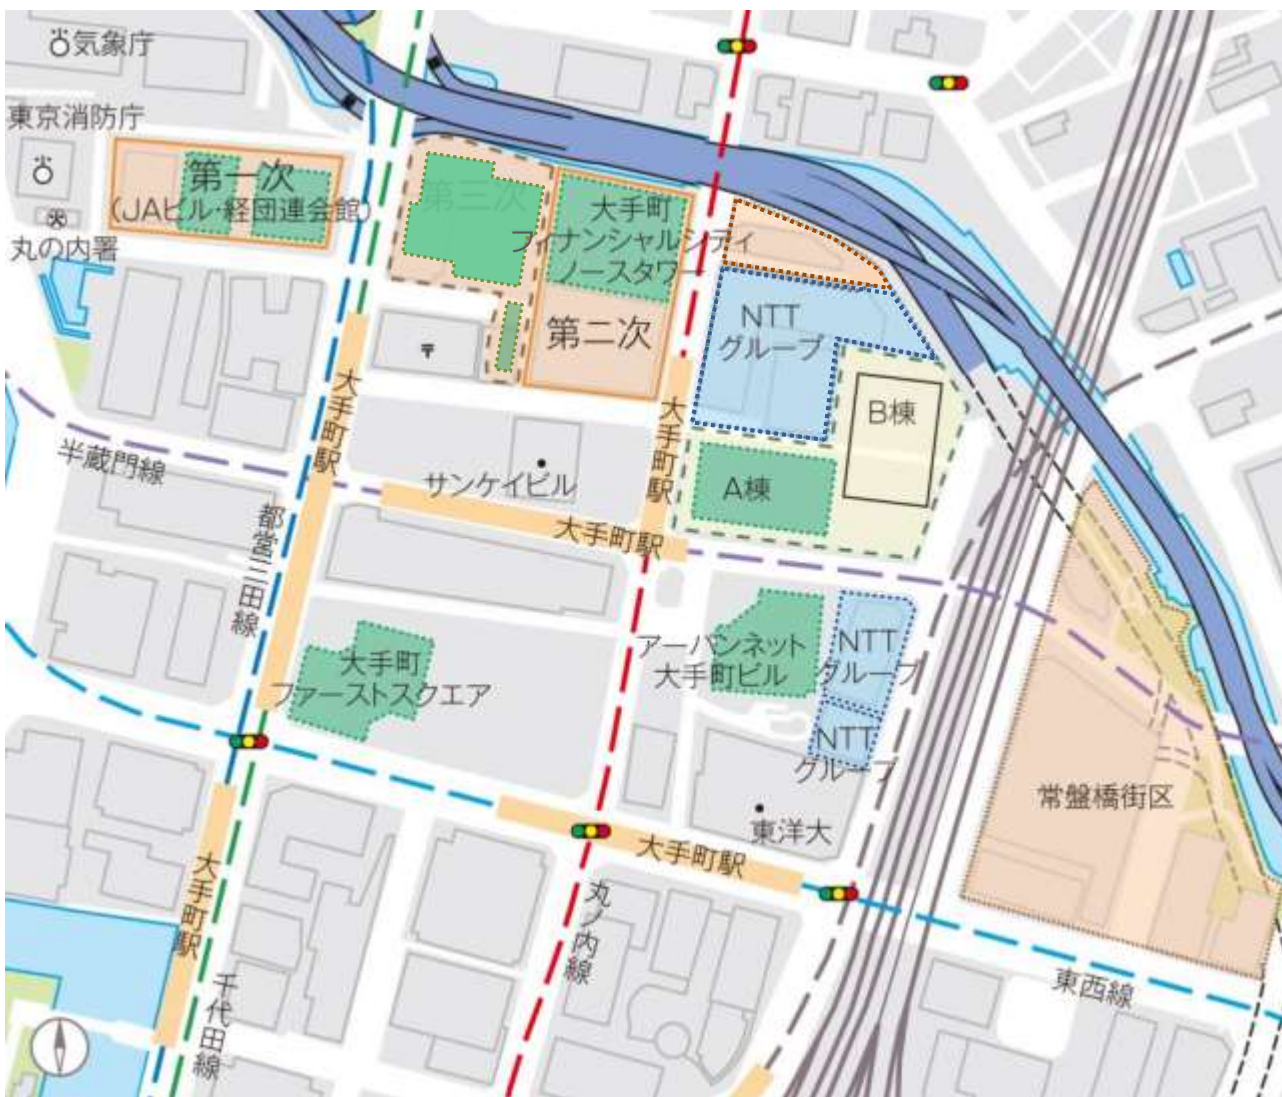 気象庁
東京消防庁
丸の内署
第一次
(JAビル・経団連会館)
第三次
大手町
フィナンシャルシティ
ノースタワー
第二次
NTT
グループ
B棟
A棟
大手町駅
大手町駅
半蔵門線
サンケイビル
大手町駅
都営三田線
アーバンネット
大手町ビル
NTT
グループ
NTT
グループ
大手町
ファーストスクエア
常盤橋街区
東洋大
大手町駅
大手町駅
丸ノ内線
千代田線
東西線